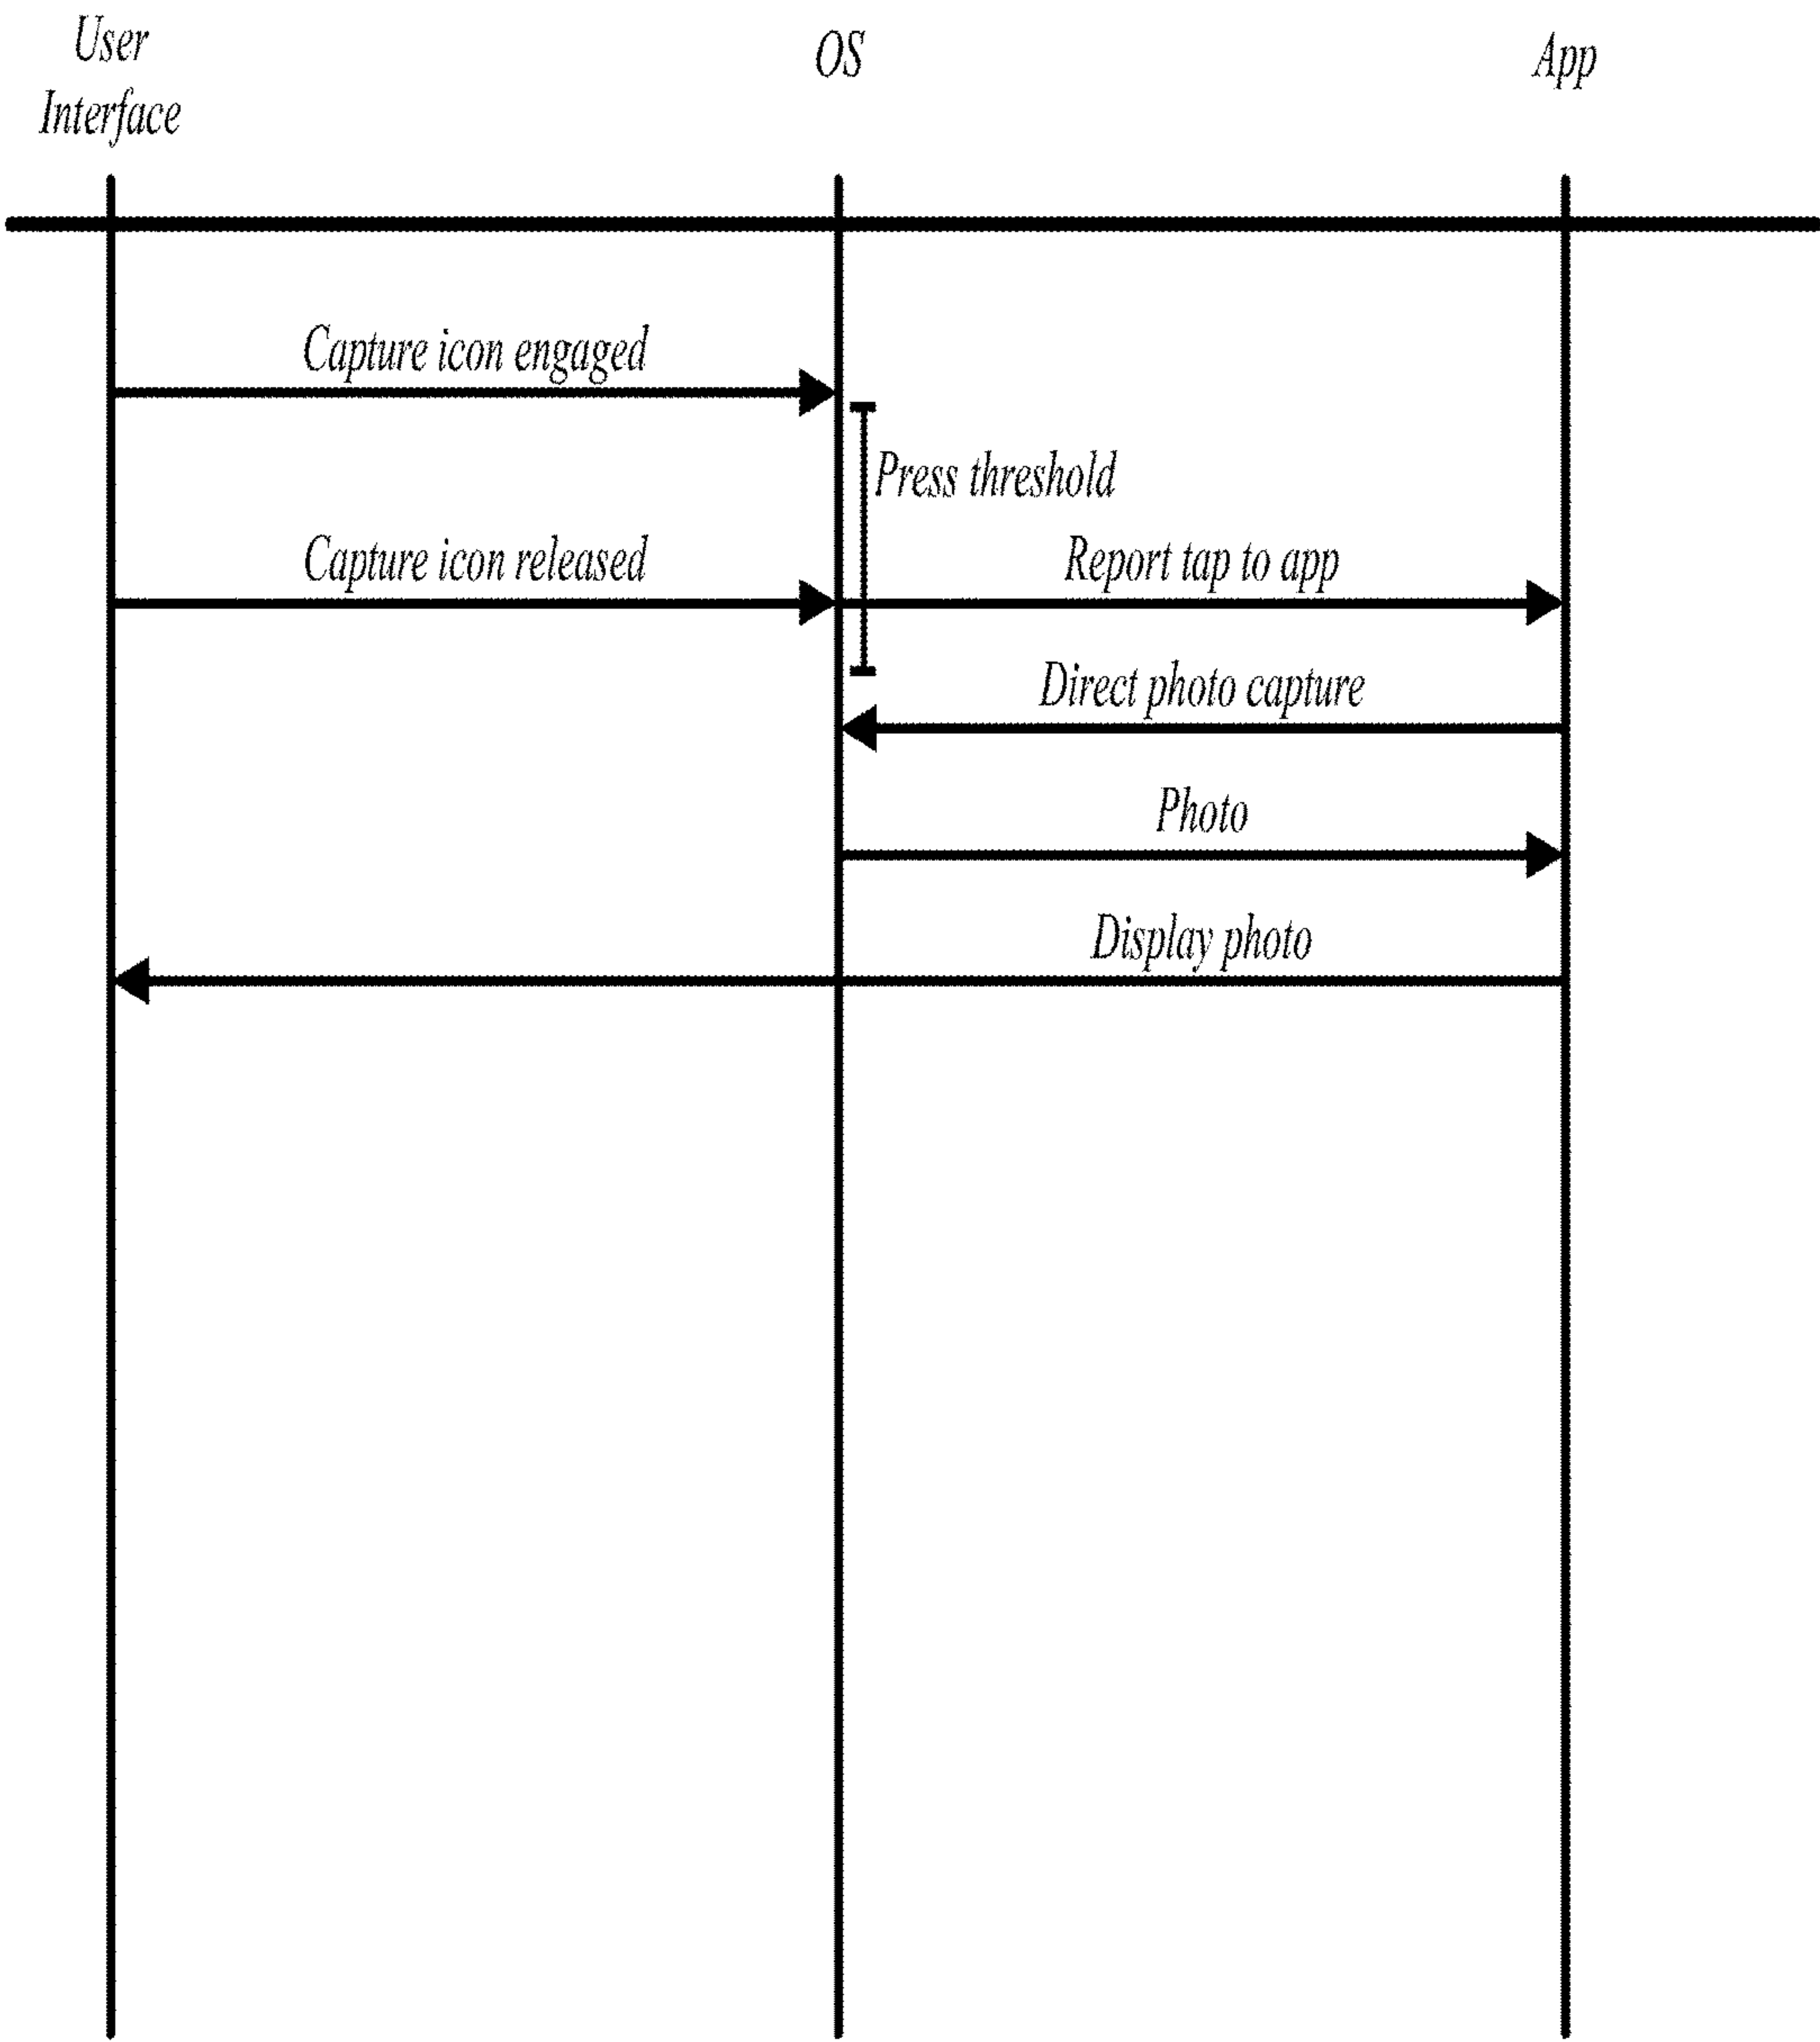 User
Interface
OS
App
Capture icon engaged
Press threshold
Capture icon released
Report tap to app
Direct photo capture
Photo
Display photo